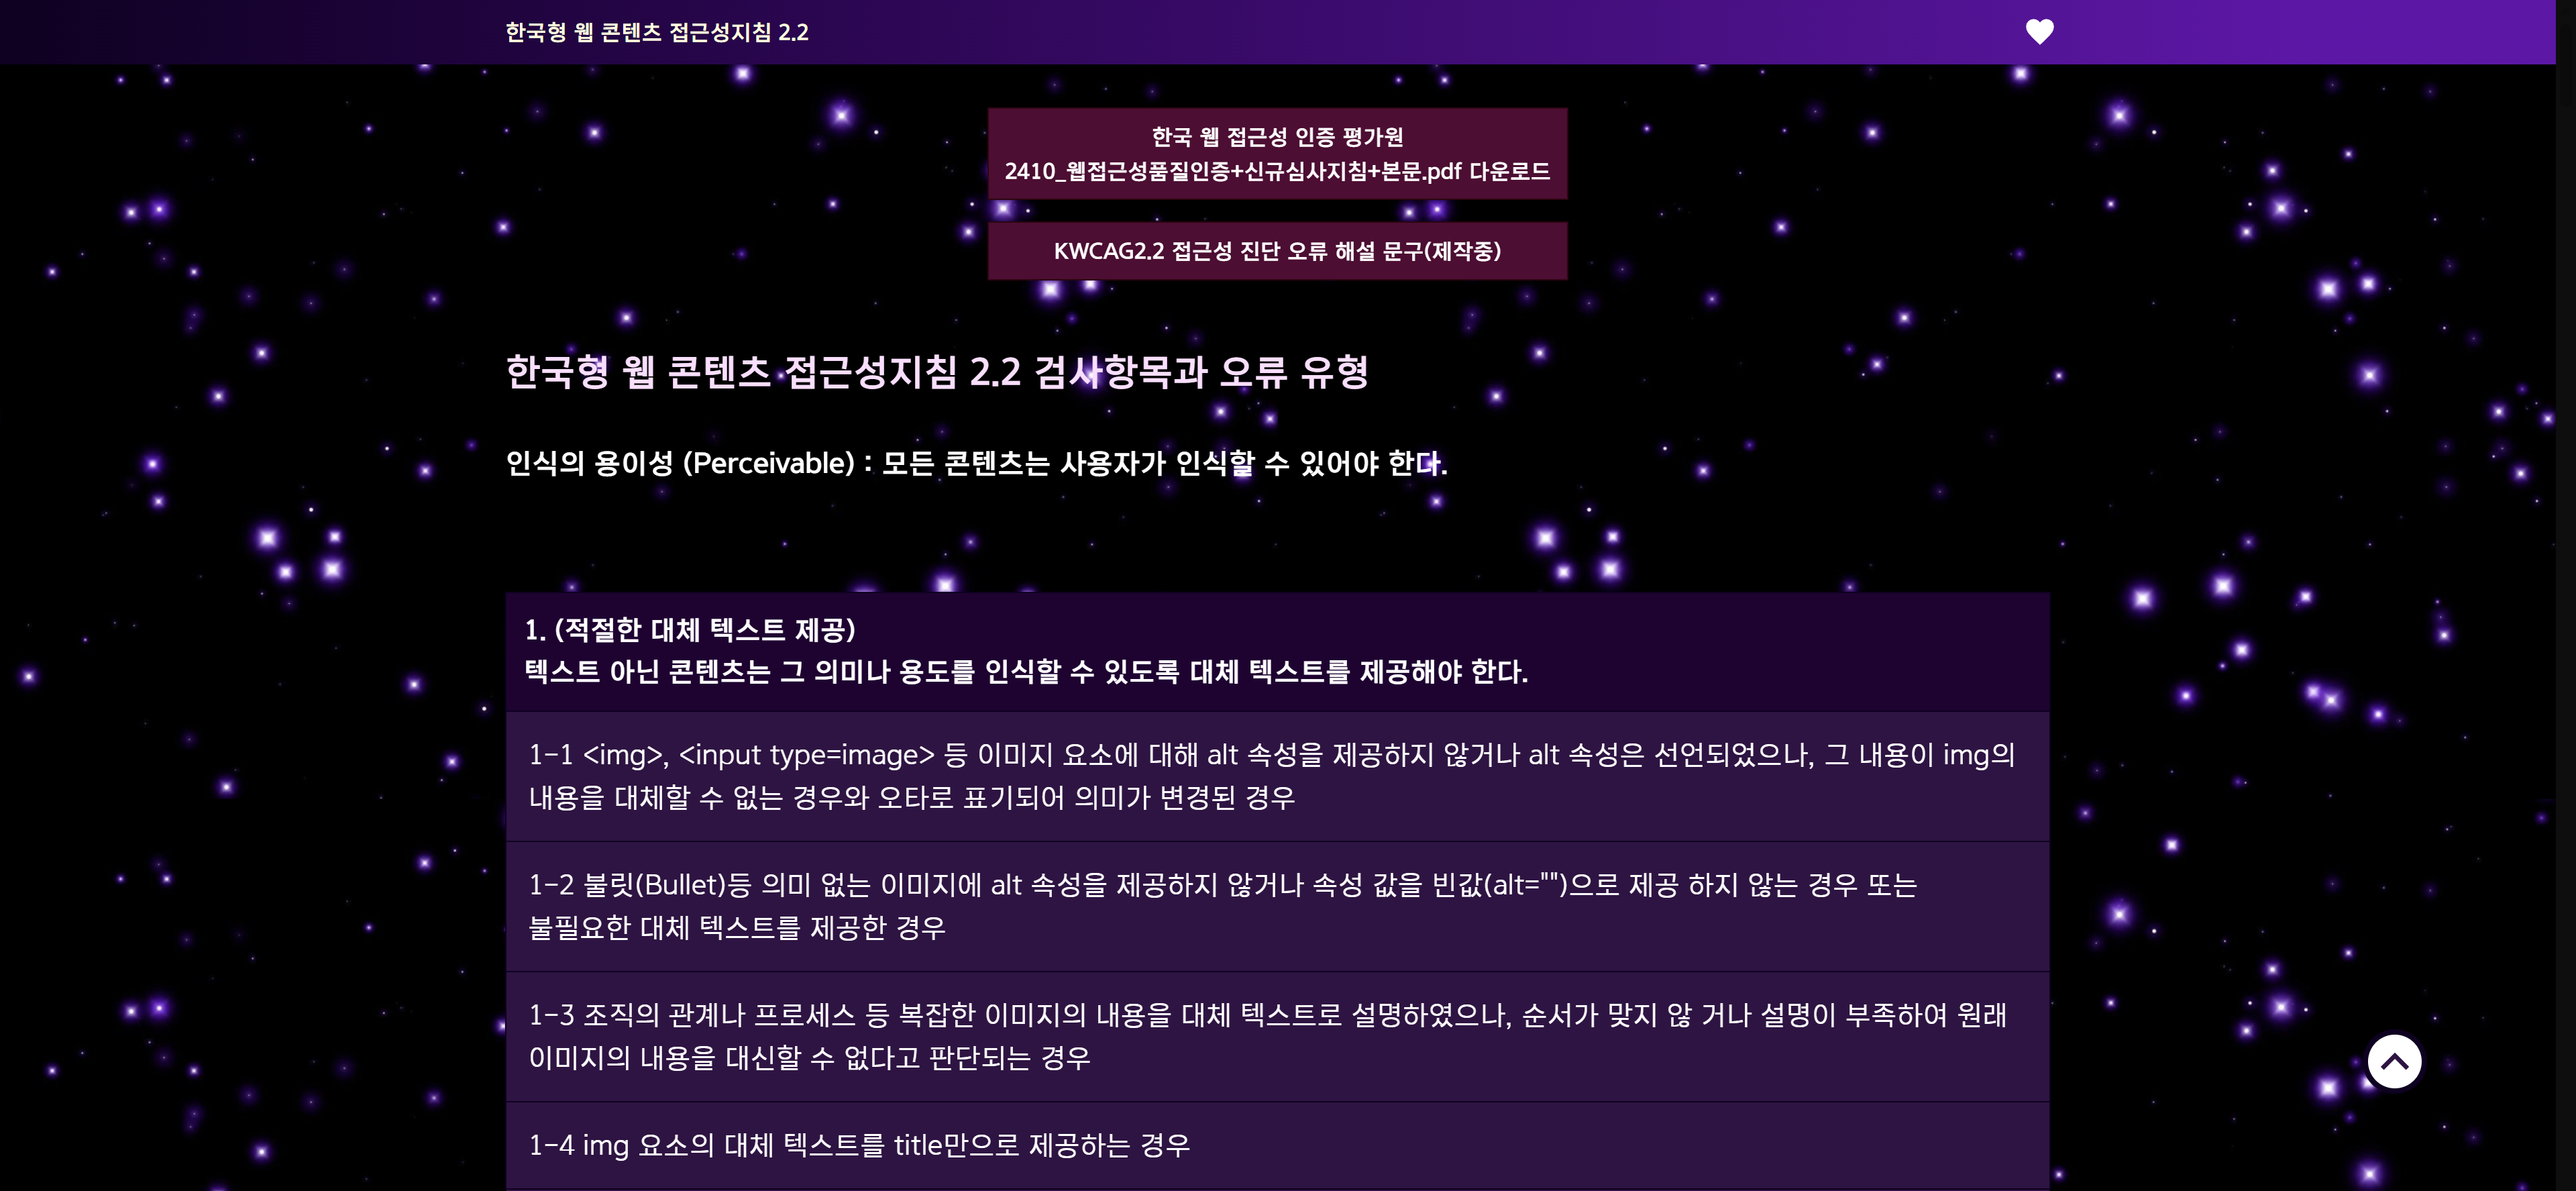 한국형 웹 콘텐츠 접근성지침 2.2
한국 웹 접근성 인증 평가원
2410_웹접근성품질인증+신규심사지침+본문.pdf 다운로드
KWCAG2.2 접근성 진단 오류 해설 문구(제작중)
한국형 웹 콘텐츠 접근성지침 2.2 검사항목과 오류 유형
인식의 용이성 (Perceivable) : 모든 콘텐츠는 사용자가 인식할 수 있어야 한다.
1. (적절한 대체 텍스트 제공)
텍스트 아닌 콘텐츠는 그 의미나 용도를 인식할 수 있도록 대체 텍스트를 제공해야 한다.
1-1 <img>, <input type=image> 등 이미지 요소에 대해 alt 속성을 제공하지 않거나 alt 속성은 선언되었으나, 그 내용이 img의
내용을 대체할 수 없는 경우와 오타로 표기되어 의미가 변경된 경우
1-2 불릿(Bullet)등 의미 없는 이미지에 alt 속성을 제공하지 않거나 속성 값을 빈값(alt="")으로 제공 하지 않는 경우 또는
불필요한 대체 텍스트를 제공한 경우
1-3 조직의 관계나 프로세스 등 복잡한 이미지의 내용을 대체 텍스트로 설명하였으나, 순서가 맞지 않 거나 설명이 부족하여 원래
이미지의 내용을 대신할 수 없다고 판단되는 경우
1-4 img 요소의 대체 텍스트를 title만으로 제공하는 경우